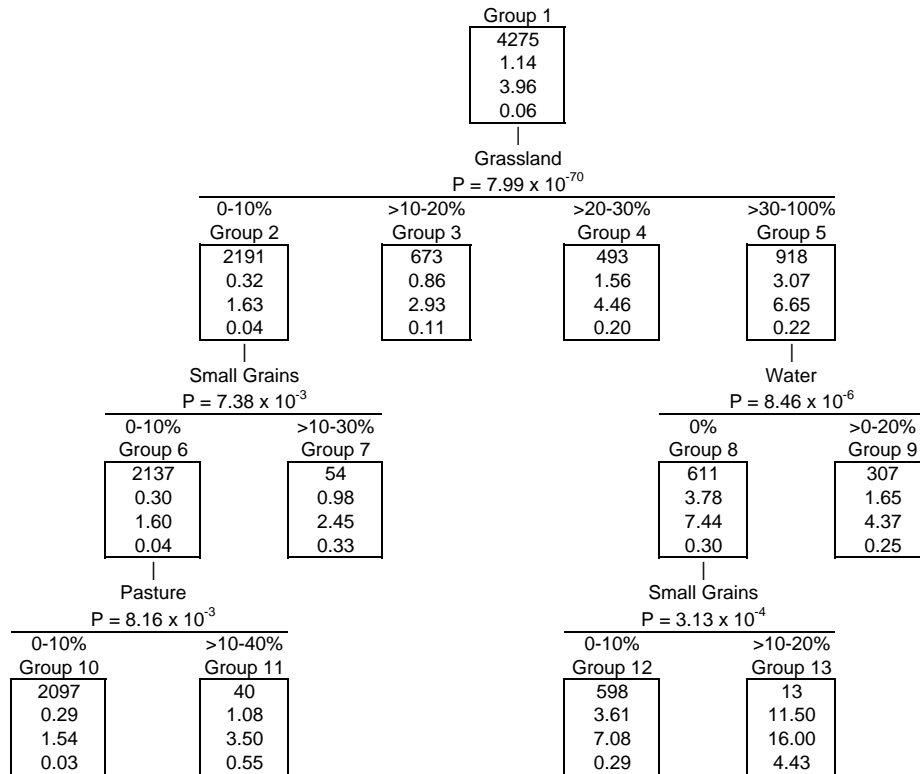 Group 1
4275
1.14
3.96
0.06
Grassland
P = 7.99 x 10-70
0-10% >10-20% >20-30% >30-100%
Group 2 Group 3 Group 4 Group 5
2191 673 493 918
0.32 0.86 1.56 3.07
1.63 2.93 4.46 6.65
0.04 0.11 0.20 0.22
Small Grains Water
P = 7.38 x 10-3 P = 8.46 x 10-6
0-10% >10-30% 0% >0-20%
Group 6 Group 7 Group 8 Group 9
2137 54 611 307
0.30 0.98 3.78 1.65
1.60 2.45 7.44 4.37
0.04 0.33 0.30 0.25
Pasture Small Grains
P = 8.16 x 10-3 P = 3.13 x 10-4
0-10% >10-40% 0-10% >10-20%
Group 10 Group 11 Group 12 Group 13
2097 40 598 13
0.29 1.08 3.61 11.50
1.54 3.50 7.08 16.00
0.03 0.55 0.29 4.43